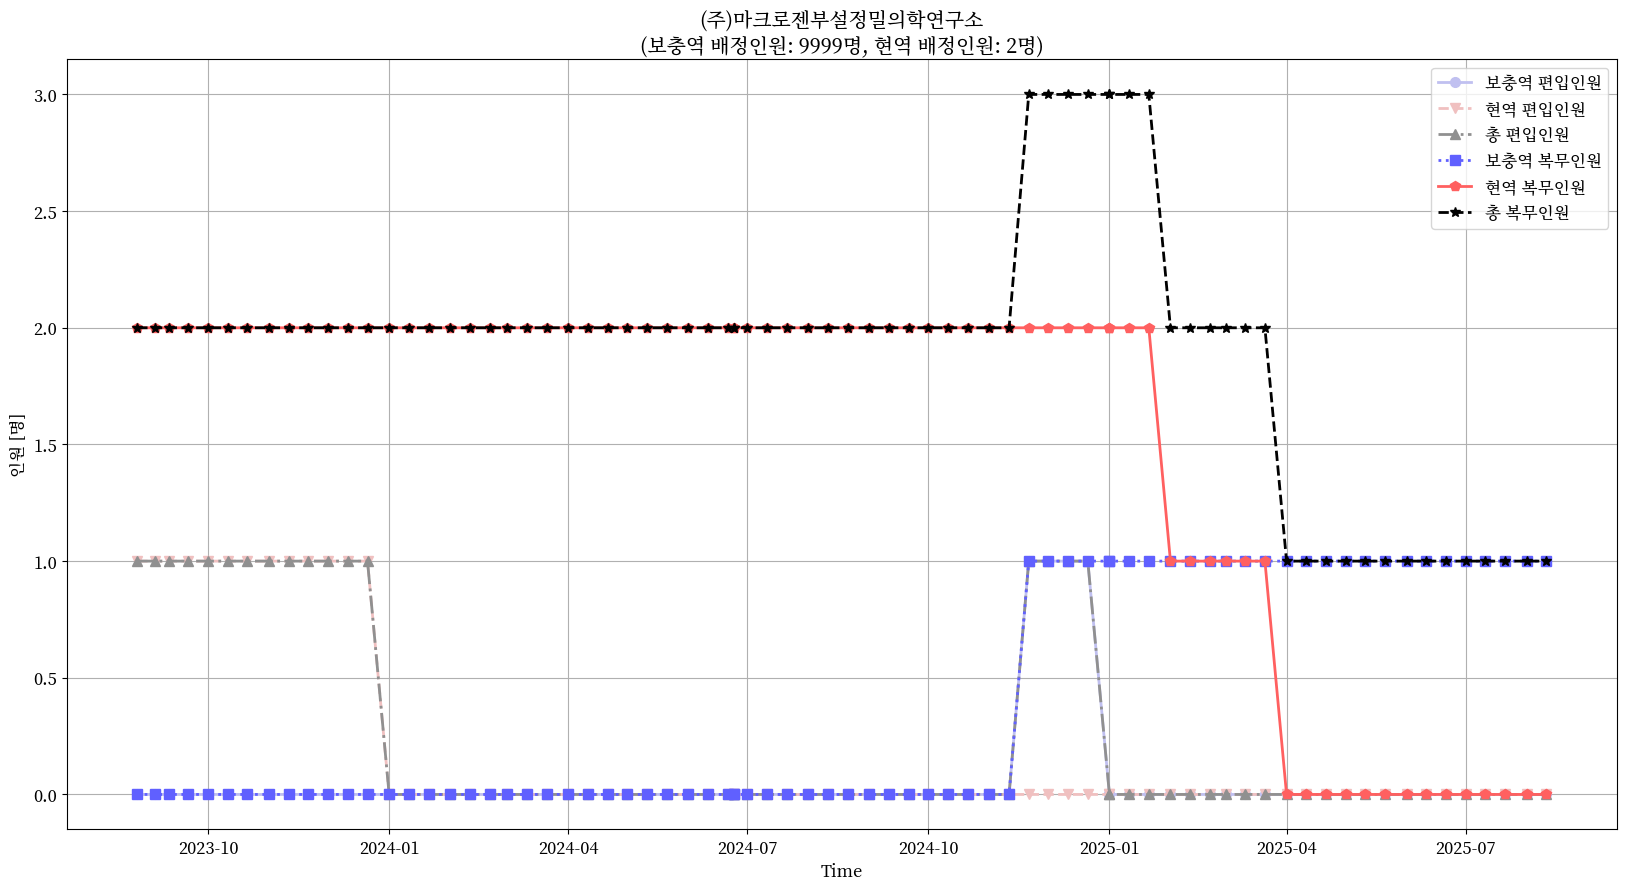 (주)마크로젠부설정밀의학연구소
(보충역 배정인원: 9999명, 현역 배정인원: 2명)
보충역 편입인원
현역 편입인원
총 편입인원
보충역 복무인원
현역 복무인원
총 복무인원
인원 [명]
3.0
2.5
2.0
1.5
1.0
0.5
0.0
2023-10
2024-01
2024-04
2024-07
2024-10
2025-01
2025-04
2025-07
Time